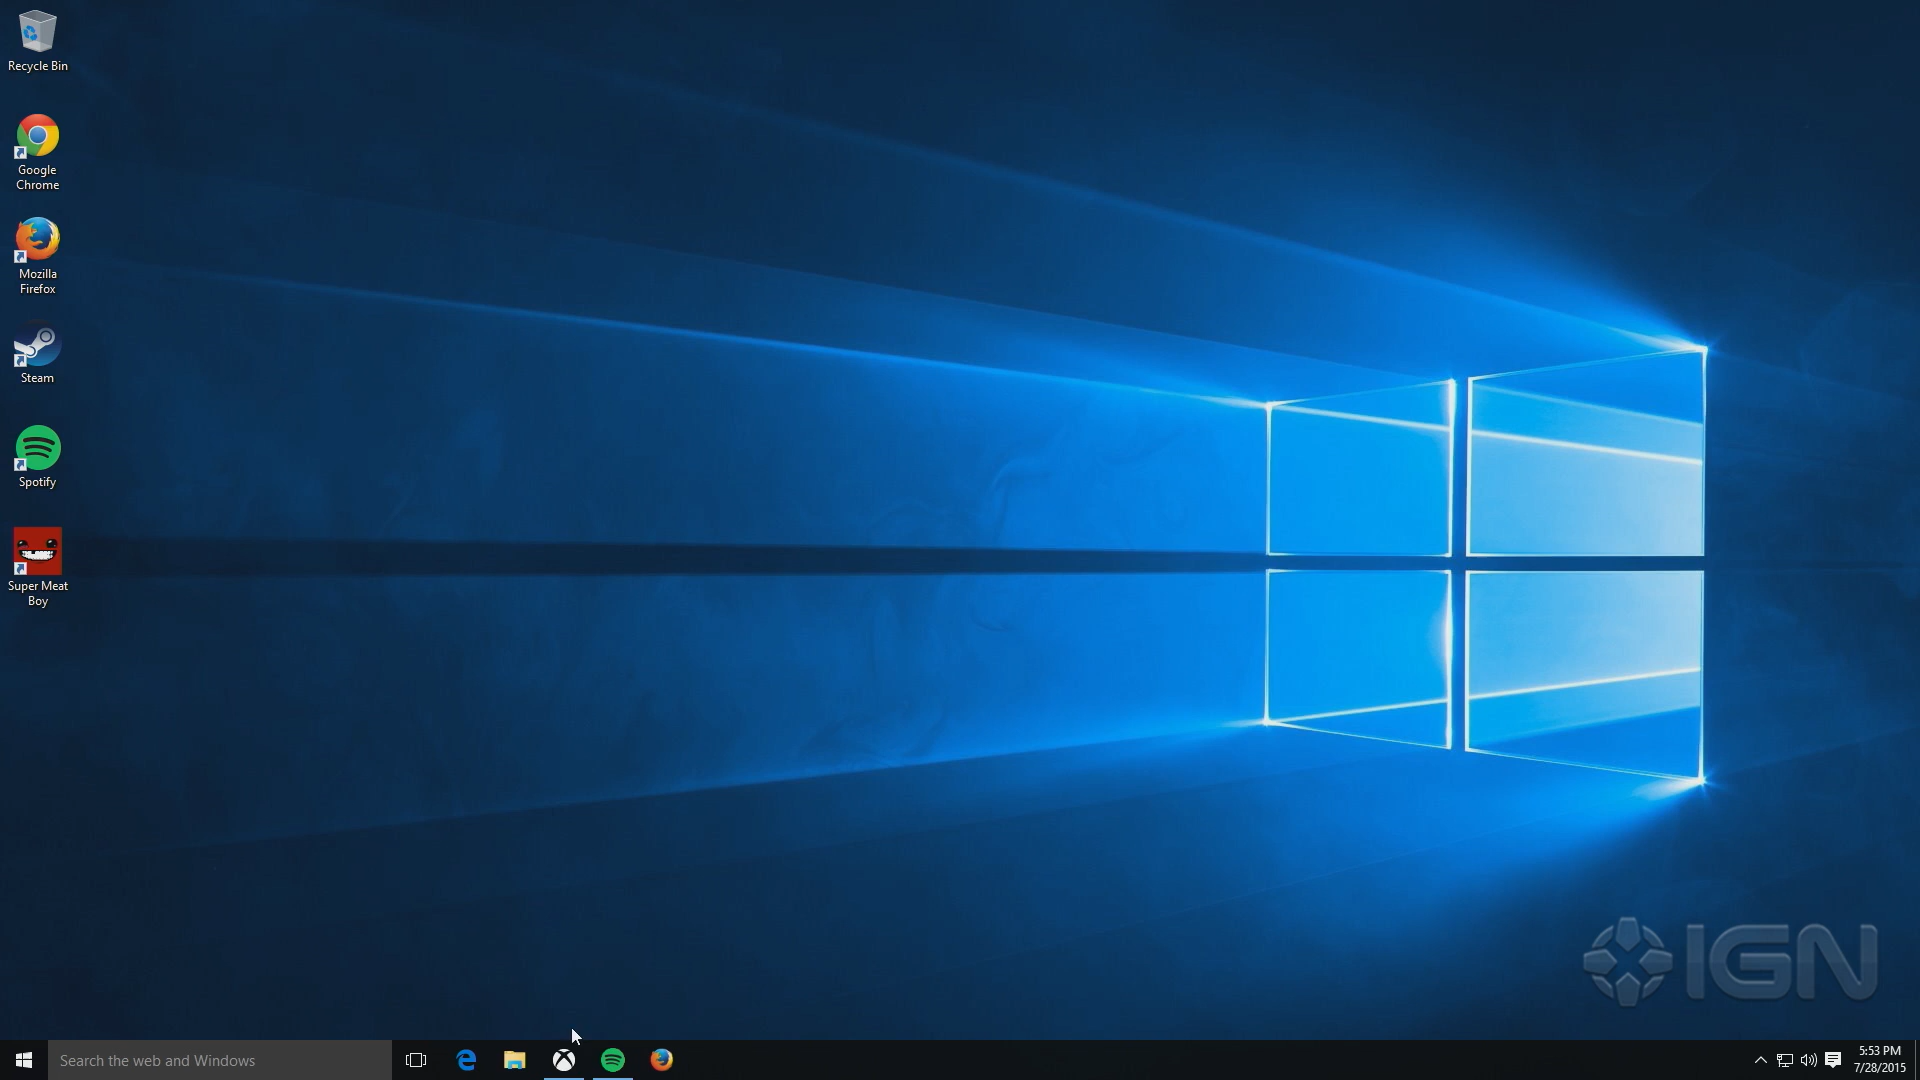 Recycle Bin
Google
Chrome
Mozilla
Firefox
Steam
Spotify
Super Meat
Boy
IGN
Search the web and Windows
5:53 PM
7/28/2015